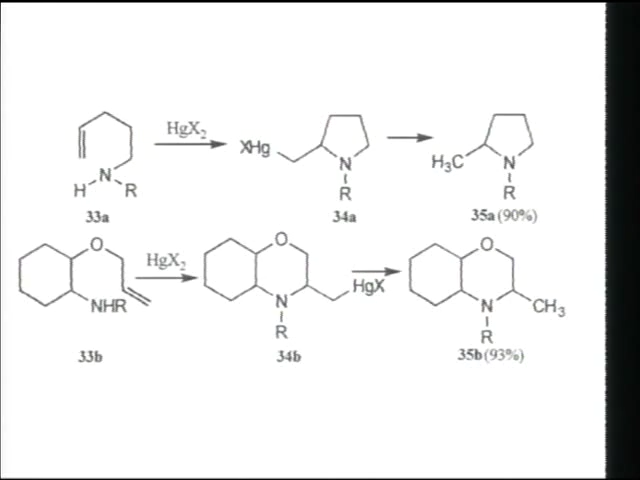 HgX2
XHg
N
R
H3C
N
R
H
N
R
33a
34a
35a (90%)
O
NHR
HgX2
O
N
R
HgX
O
N
R
CH3
33b
34b
35b (93%)